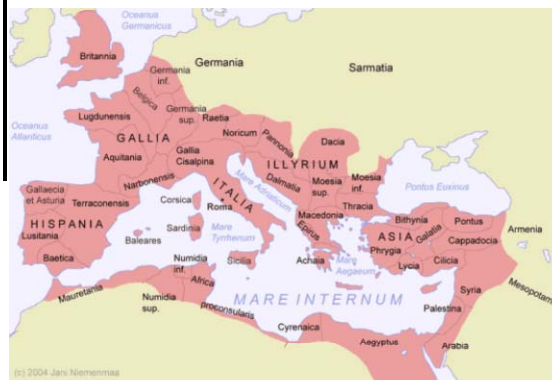 Oceanus
Germanicus
Britannia
Germania
Sarmatia
Germania
inf.
Belgica
Oceanus
Atlanticus
Lugdunensis
Germania
sup.
Raetia
GALLIA
Noricum
Pannonia
Dacia
Aquitania
Gallia
Cisalpina
ILLYRIUM
Narbonensis
Dalmatia
Moesia
sup.
Moesia
inf.
Pontus Euxinus
Gallaecia
et Asturia
Terraconensis
Corsica
ITALIA
Mare Adriaticum
Roma
Macedonia
Thracia
HISPANIA
Lusitania
Baleares
Sardinia
Mare
Tyrrhenum
Epirus
Bithynia
Pontus
Armenia
ASIA
Galatia
Cappadocia
Phrygia
Baetica
Sicilia
Achaia
Mare
Aegaeum
Lycia
Cilicia
Mesopotam
Numidia
inf.
Africa
proconsularis
Mauretania
Numidia
sup.
MARE INTERNUM
Syria
Palestina
Cyrenaica
Aegyptus
Arabia
(c) 2004 Jani Niemenmaa